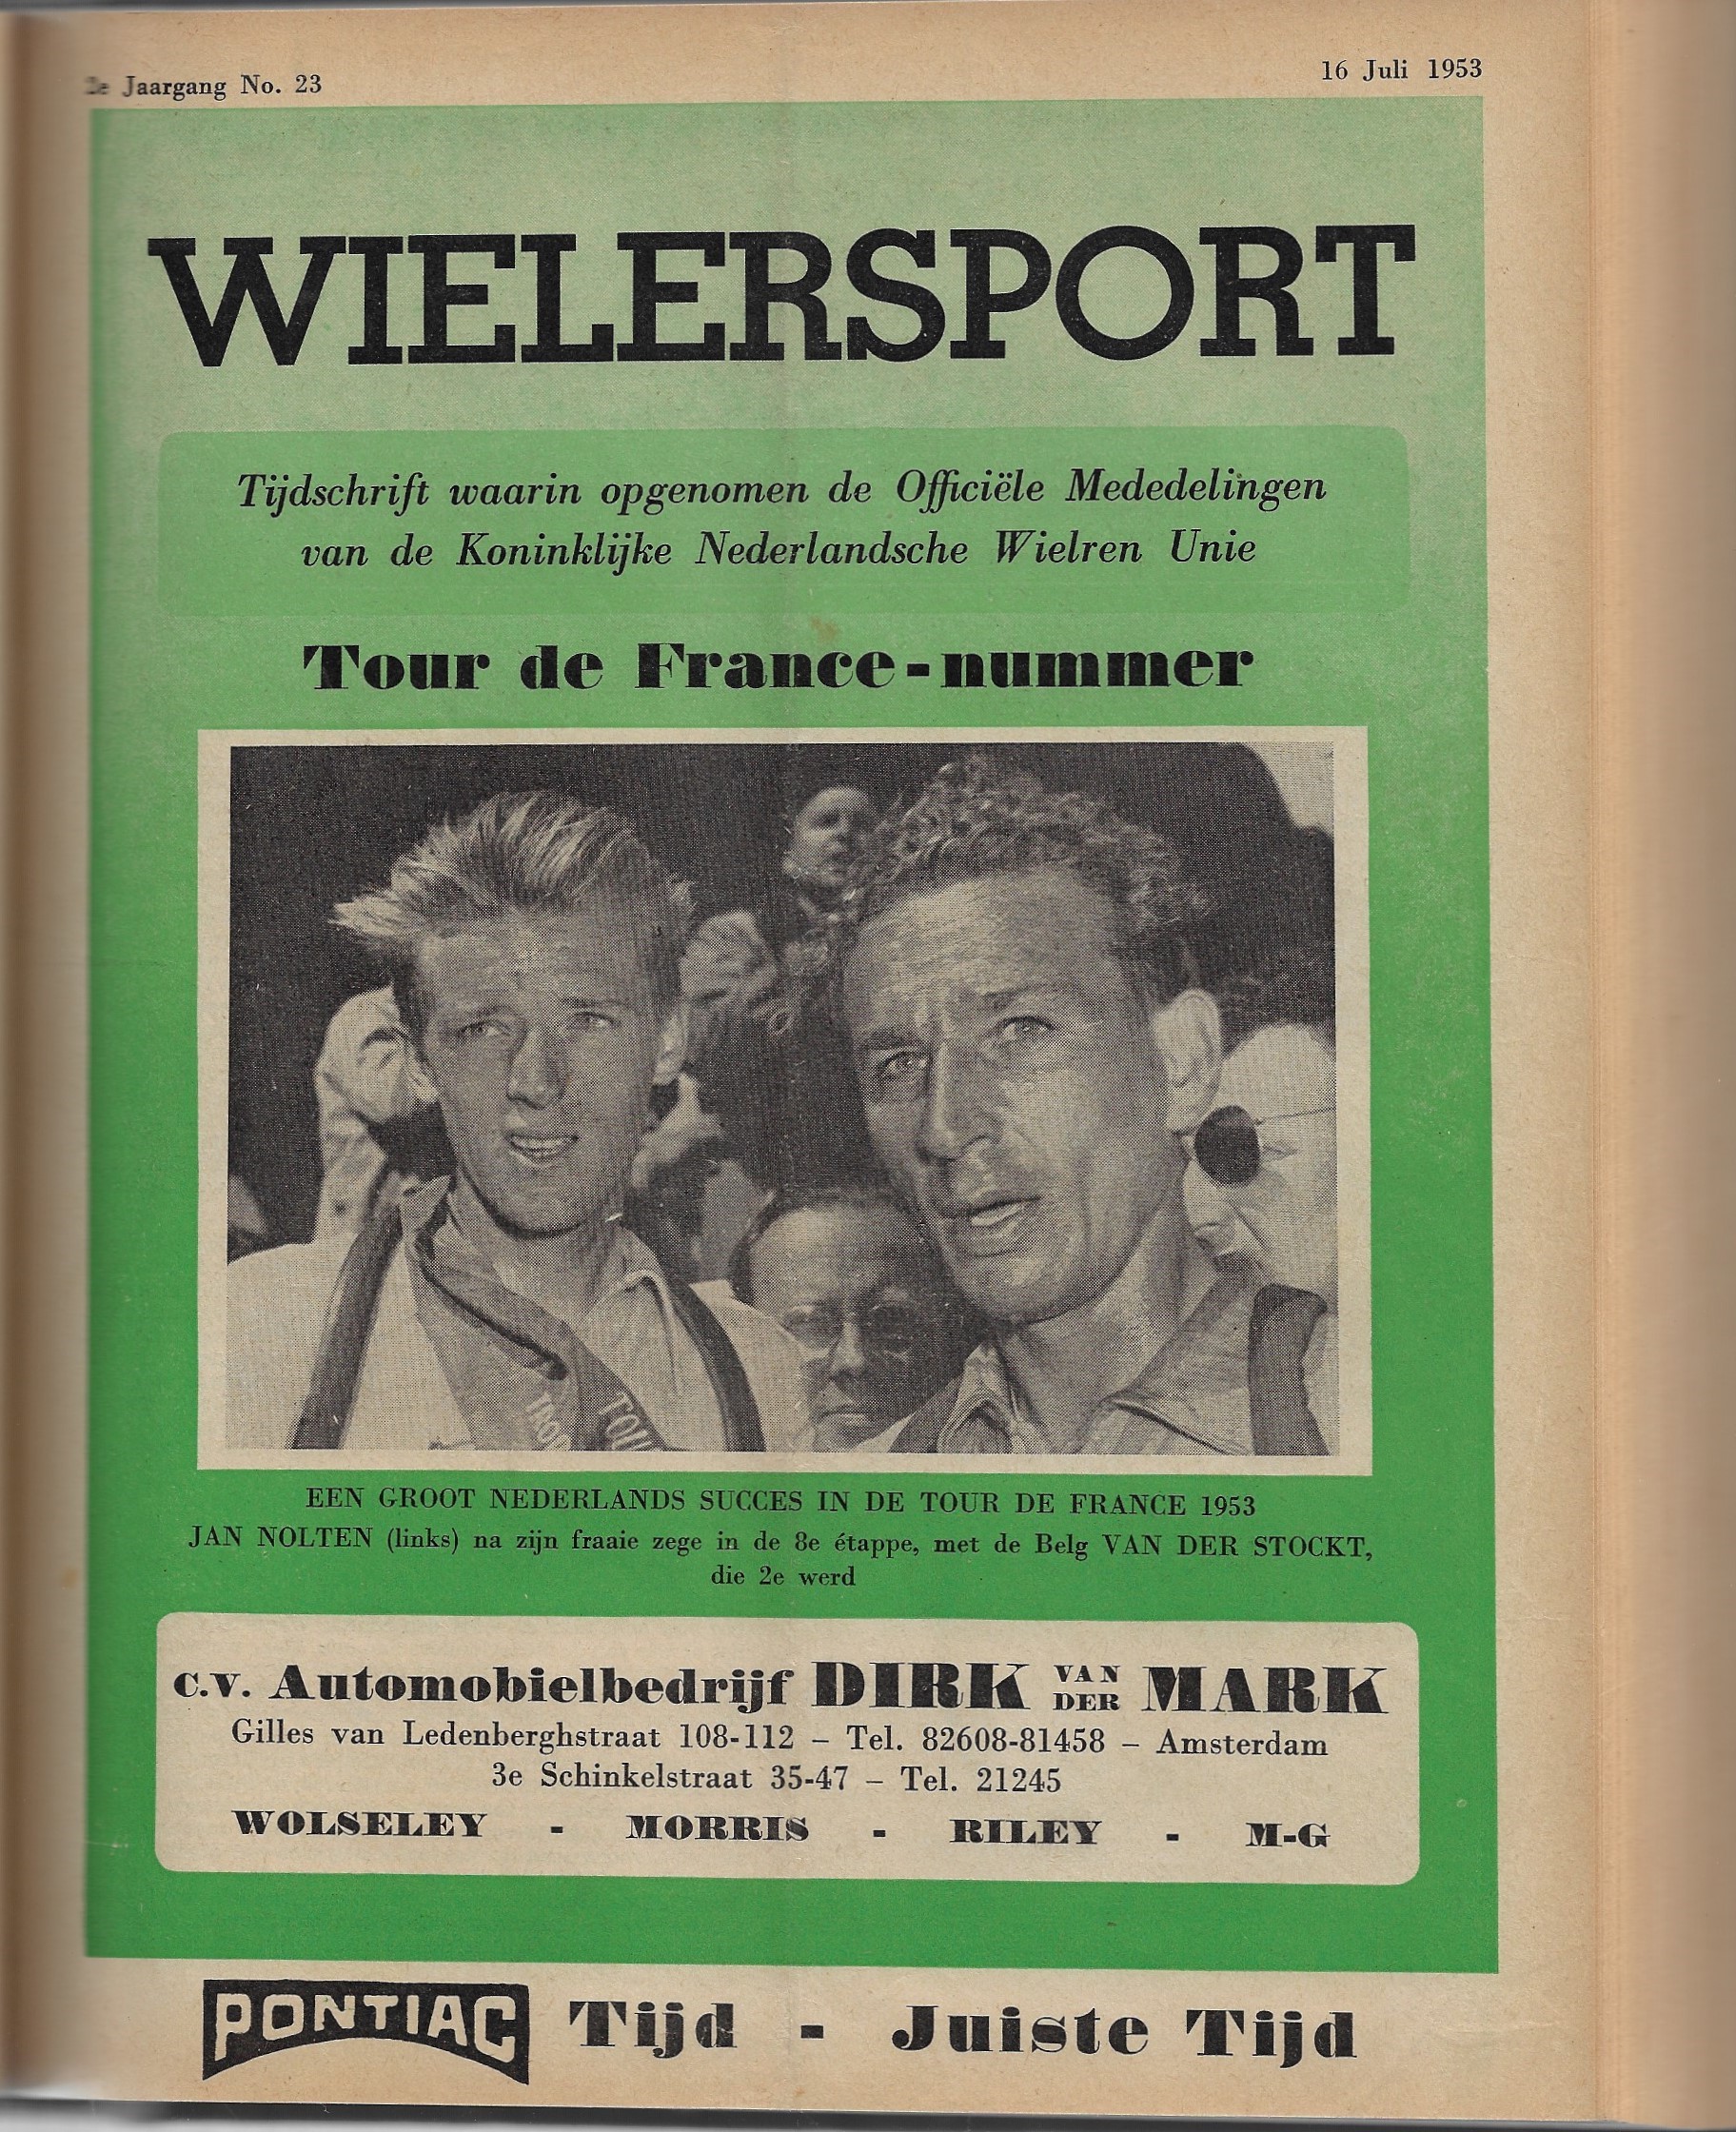 2e Jaargang No. 23
16 Juli 1953
WIELERSPORT
Tijdschrift waarin opgenomen de Officiële Mededelingen
van de Koninklijke Nederlandsche Wielren Unie
Tour de France-nummer
EEN GROOT NEDERLANDS SUCCES IN DE TOUR DE FRANCE 1953
JAN NOLTEN (links) na zijn fraaie zege in de 8e étappe, met de Belg VAN DER STOCKT,
die 2e werd
c.v. Automobielbedrijf DIRK VAN DER MARK
Gilles van Ledenberghstraat 108-112 – Tel. 82608-81458 – Amsterdam
3e Schinkelstraat 35-47 – Tel. 21245
WOLSELEY - MORRIS - RILEY - M-G
PONTIAC Tijd - Juiste Tijd